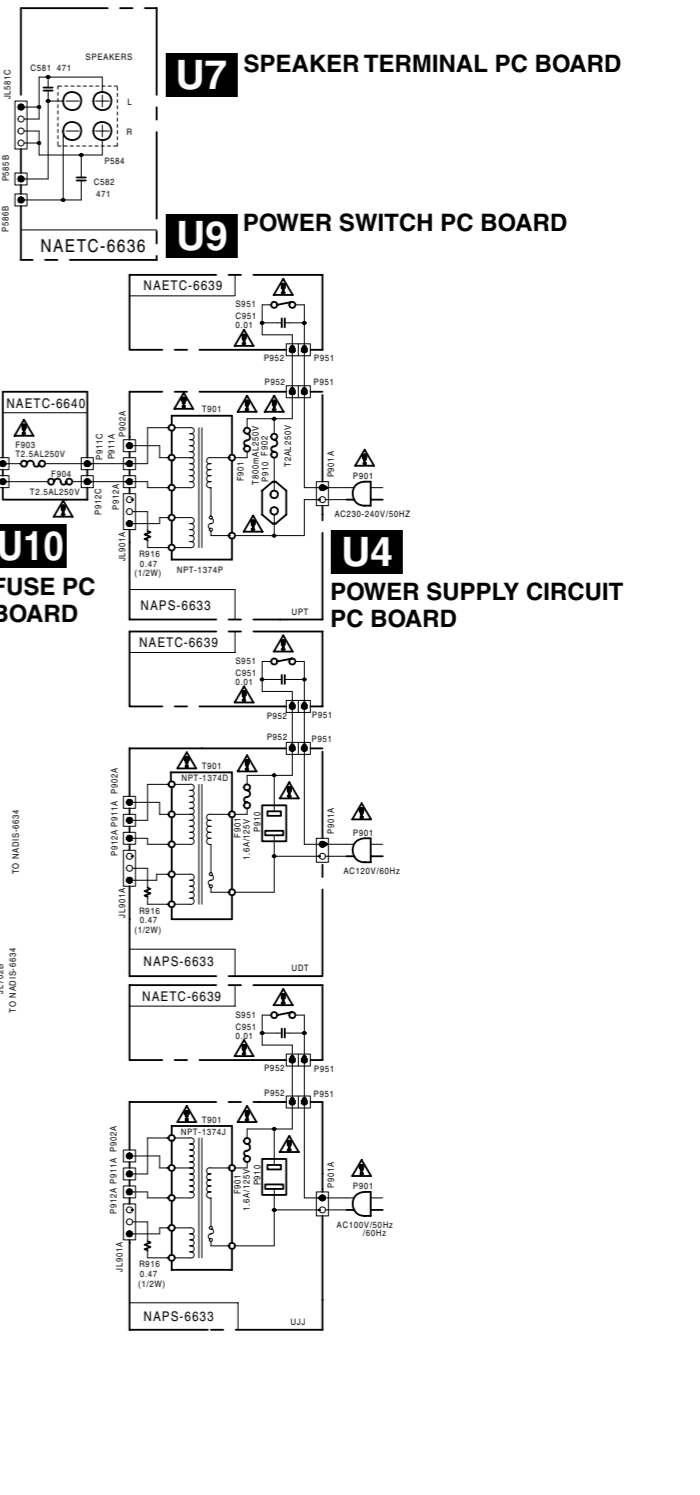 SPEAKERS
C581 471
JL581C
L
R
P584
P585B
C582
471
P586B
NAETC-6636
U7 SPEAKER TERMINAL PC BOARD
U9 POWER SWITCH PC BOARD
NAETC-6639
S951
C951
0.01
P952 P951
P952 P951
NAETC-6640
F903
T2.5AL250V
F904
T2.5AL250V
P911C
P912C
P902A
P911A
P912A
JL901A
T901
F901
T800mAL250V
P910
F902
T2AL250V
P901A
P901
AC230-240V/50HZ
R916
0.47
(1/2W)
NPT-1374P
NAPS-6633
UPT
U10
FUSE PC
BOARD
U4
POWER SUPPLY CIRCUIT
PC BOARD
NAETC-6639
S951
C951
0.01
P952 P951
P952 P951
P902A
P911A
P912A
JL901A
T901
NPT-1374D
F901
1.6A/125V
P910
P901A
P901
AC120V/60Hz
R916
0.47
(1/2W)
NAPS-6633
UDT
TO NADIS-6634
TO NADIS-6634
NAETC-6639
S951
C951
0.01
P952 P951
P952 P951
P902A
P911A
P912A
JL901A
T901
NPT-1374J
F901
1.6A/125V
P910
P901A
P901
AC100V/50Hz
/60Hz
R916
0.47
(1/2W)
NAPS-6633
UJJ